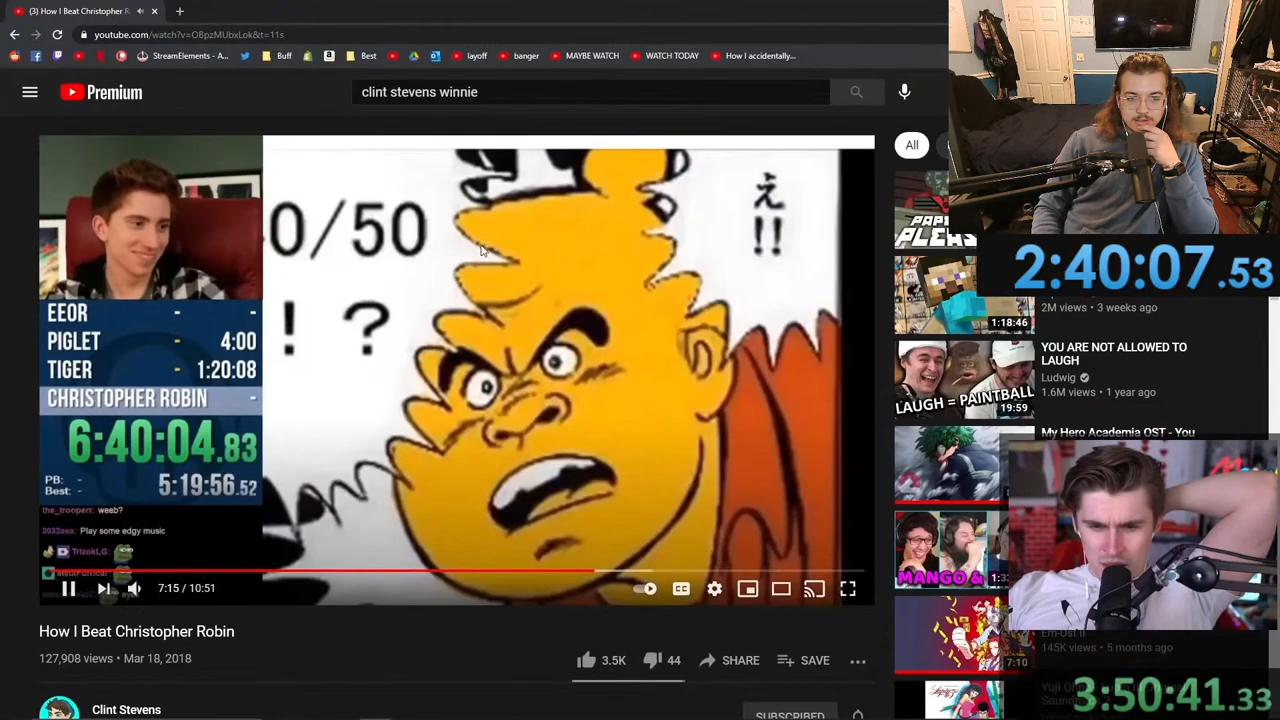 (3) How I Beat Christopher R
youtube.com/watch?v=OBpzMUbxLok&t=11s
StreamElements - A...
Buff
Best
layoff
banger
MAYBE WATCH
WATCH TODAY
How I accidentally...
Premium
clint stevens winnie
All
0/50
! ?
え!!
EEOR - -
PIGLET - 4:00
TIGER - 1:20:08
CHRISTOPHER ROBIN -
6:40:04.83
PB: -
Best: -
5:19:56.52
the_trooperr: weeb?
2032asa: Play some edgy music
TrizokLG:
7:15 / 10:51
CC
How I Beat Christopher Robin
127,908 views • Mar 18, 2018
3.5K
44
SHARE
SAVE
Clint Stevens
SUBSCRIBED
2:40:07.53
2M views • 3 weeks ago
1:18:46
YOU ARE NOT ALLOWED TO
LAUGH
Ludwig
1.6M views • 1 year ago
LAUGH = PAINTBALL
19:59
My Hero Academia OST - You
MANGO &
145K views • 5 months ago
7:10
3:50:41.33